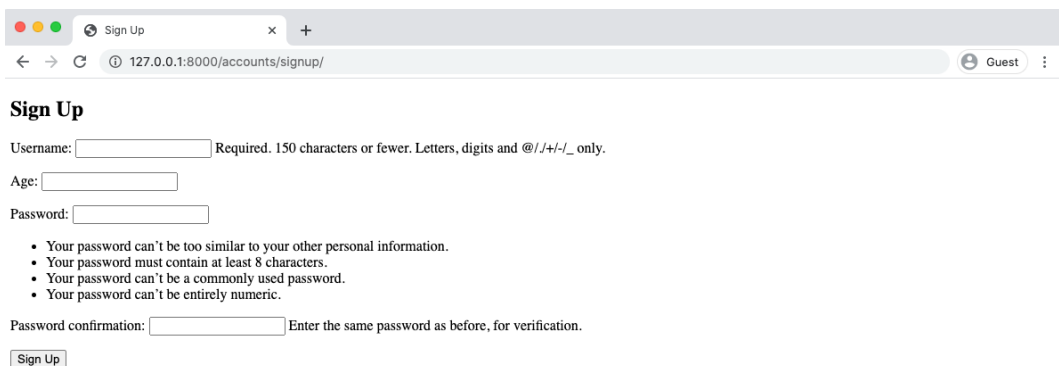 Sign Up
127.0.0.1:8000/accounts/signup/
Guest
Sign Up
Username: Required. 150 characters or fewer. Letters, digits and @/./+/-/_ only.
Age:
Password:
Your password can’t be too similar to your other personal information.
Your password must contain at least 8 characters.
Your password can’t be a commonly used password.
Your password can’t be entirely numeric.
Password confirmation: Enter the same password as before, for verification.
Sign Up